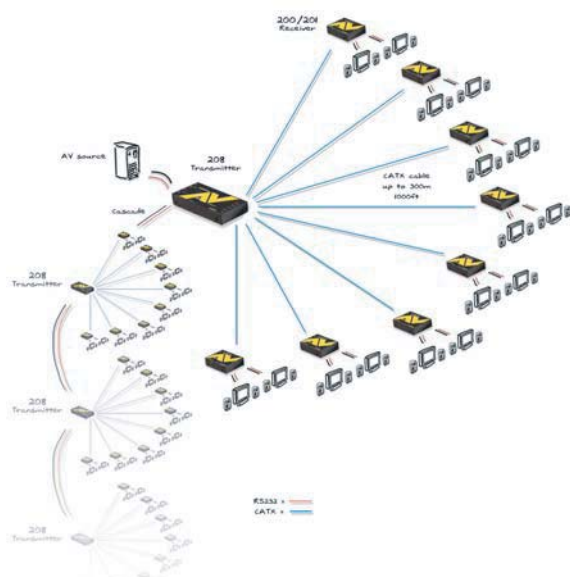 200/201
Receiver
AV source
208
Transmitter
CATX cable
up to 300m
1000ft
Cascade
208
Transmitter
208
Transmitter
208
Transmitter
RS232 =
CATX =